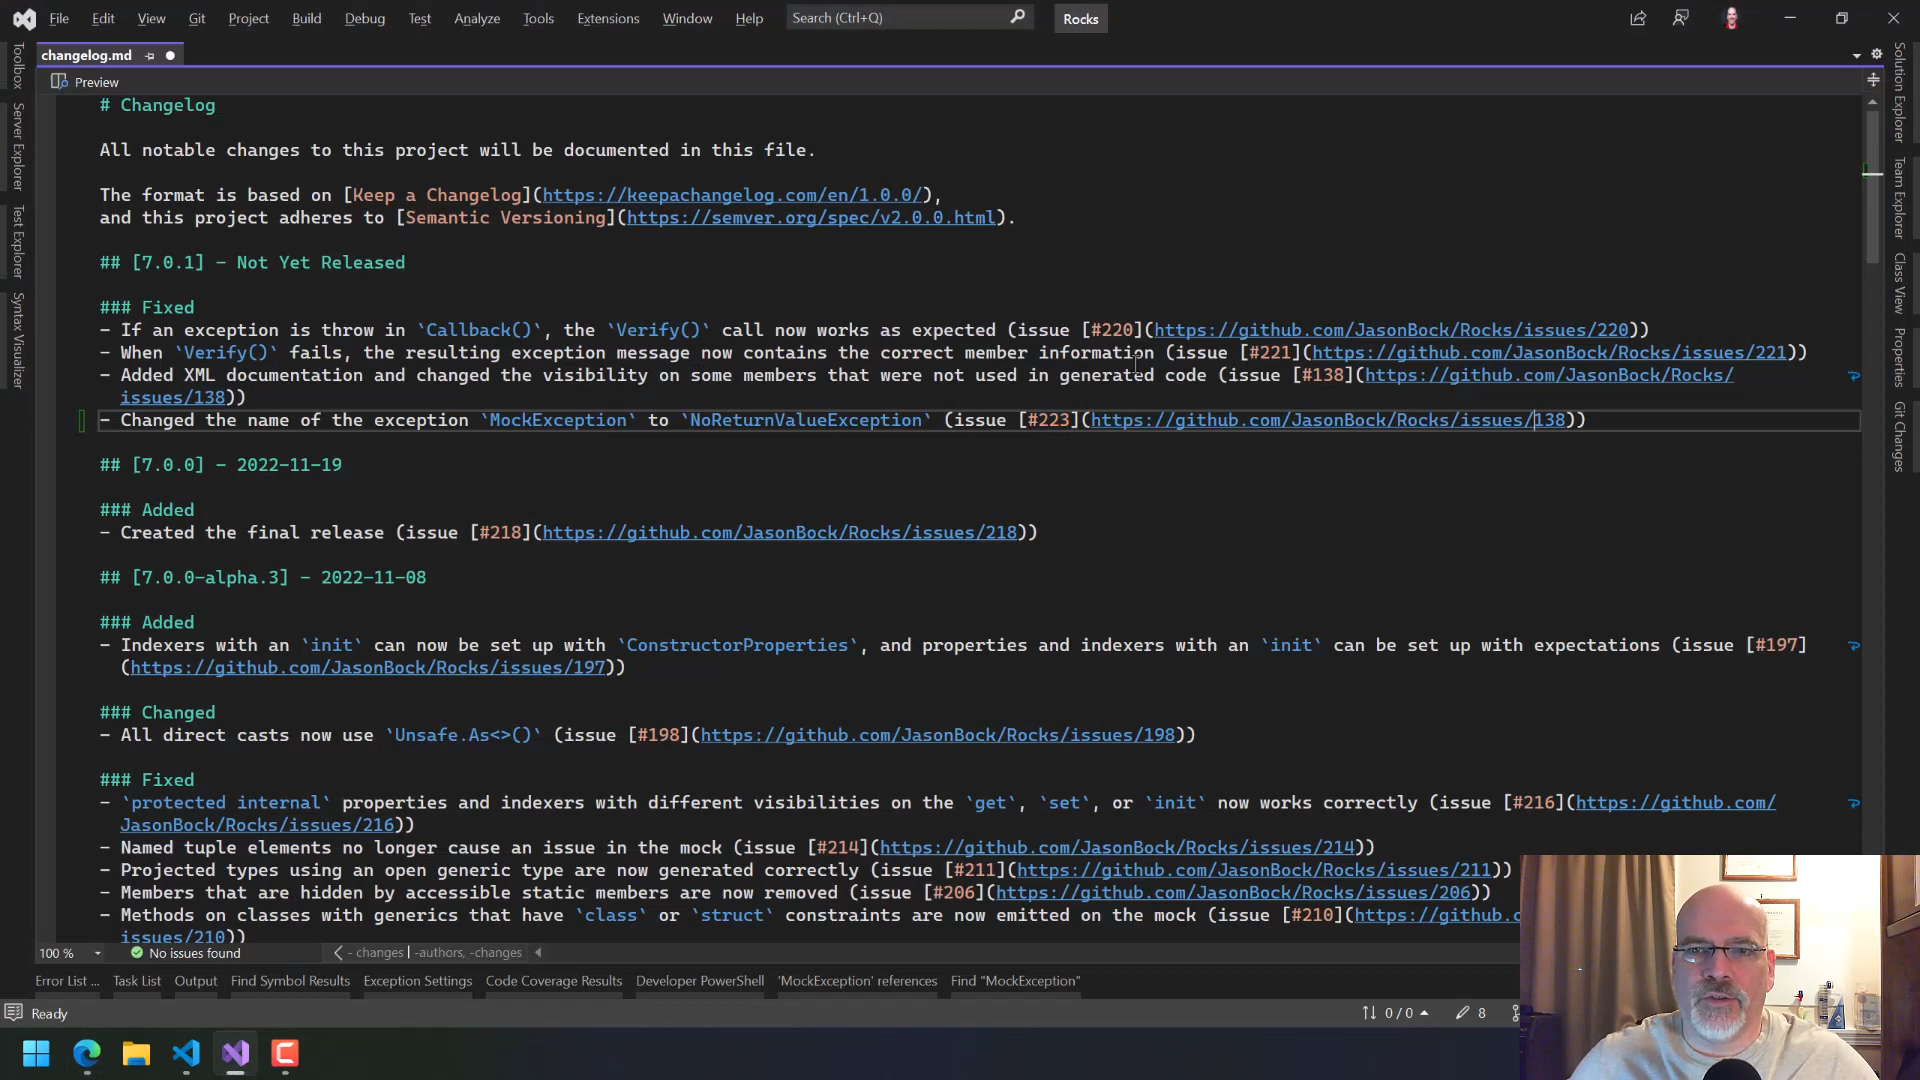 File Edit View Git Project Build Debug Test Analyze Tools Extensions Window Help Search (Ctrl+Q) Rocks
changelog.md
Preview
Toolbox
Server Explorer
Test Explorer
Syntax Visualizer
# Changelog
All notable changes to this project will be documented in this file.
The format is based on [Keep a Changelog](https://keepachangelog.com/en/1.0.0/),
and this project adheres to [Semantic Versioning](https://semver.org/spec/v2.0.0.html).
## [7.0.1] - Not Yet Released
### Fixed
- If an exception is throw in `Callback()`, the `Verify()` call now works as expected (issue [#220](https://github.com/JasonBock/Rocks/issues/220))
- When `Verify()` fails, the resulting exception message now contains the correct member information (issue [#221](https://github.com/JasonBock/Rocks/issues/221))
- Added XML documentation and changed the visibility on some members that were not used in generated code (issue [#138](https://github.com/JasonBock/Rocks/
issues/138))
- Changed the name of the exception `MockException` to `NoReturnValueException` (issue [#223](https://github.com/JasonBock/Rocks/issues/138))
## [7.0.0] - 2022-11-19
### Added
- Created the final release (issue [#218](https://github.com/JasonBock/Rocks/issues/218))
## [7.0.0-alpha.3] - 2022-11-08
### Added
- Indexers with an `init` can now be set up with `ConstructorProperties`, and properties and indexers with an `init` can be set up with expectations (issue [#197]
(https://github.com/JasonBock/Rocks/issues/197))
### Changed
- All direct casts now use `Unsafe.As<>()` (issue [#198](https://github.com/JasonBock/Rocks/issues/198))
### Fixed
- `protected internal` properties and indexers with different visibilities on the `get`, `set`, or `init` now works correctly (issue [#216](https://github.com/
JasonBock/Rocks/issues/216))
- Named tuple elements no longer cause an issue in the mock (issue [#214](https://github.com/JasonBock/Rocks/issues/214))
- Projected types using an open generic type are now generated correctly (issue [#211](https://github.com/JasonBock/Rocks/issues/211))
- Members that are hidden by accessible static members are now removed (issue [#206](https://github.com/JasonBock/Rocks/issues/206))
- Methods on classes with generics that have `class` or `struct` constraints are now emitted on the mock (issue [#210](https://github.c
issues/210))
Solution Explorer
Team Explorer
Class View
Properties
Git Changes
100 % No issues found - changes | -authors, -changes
Error List ... Task List Output Find Symbol Results Exception Settings Code Coverage Results Developer PowerShell 'MockException' references Find "MockException"
Ready 0 / 0 8